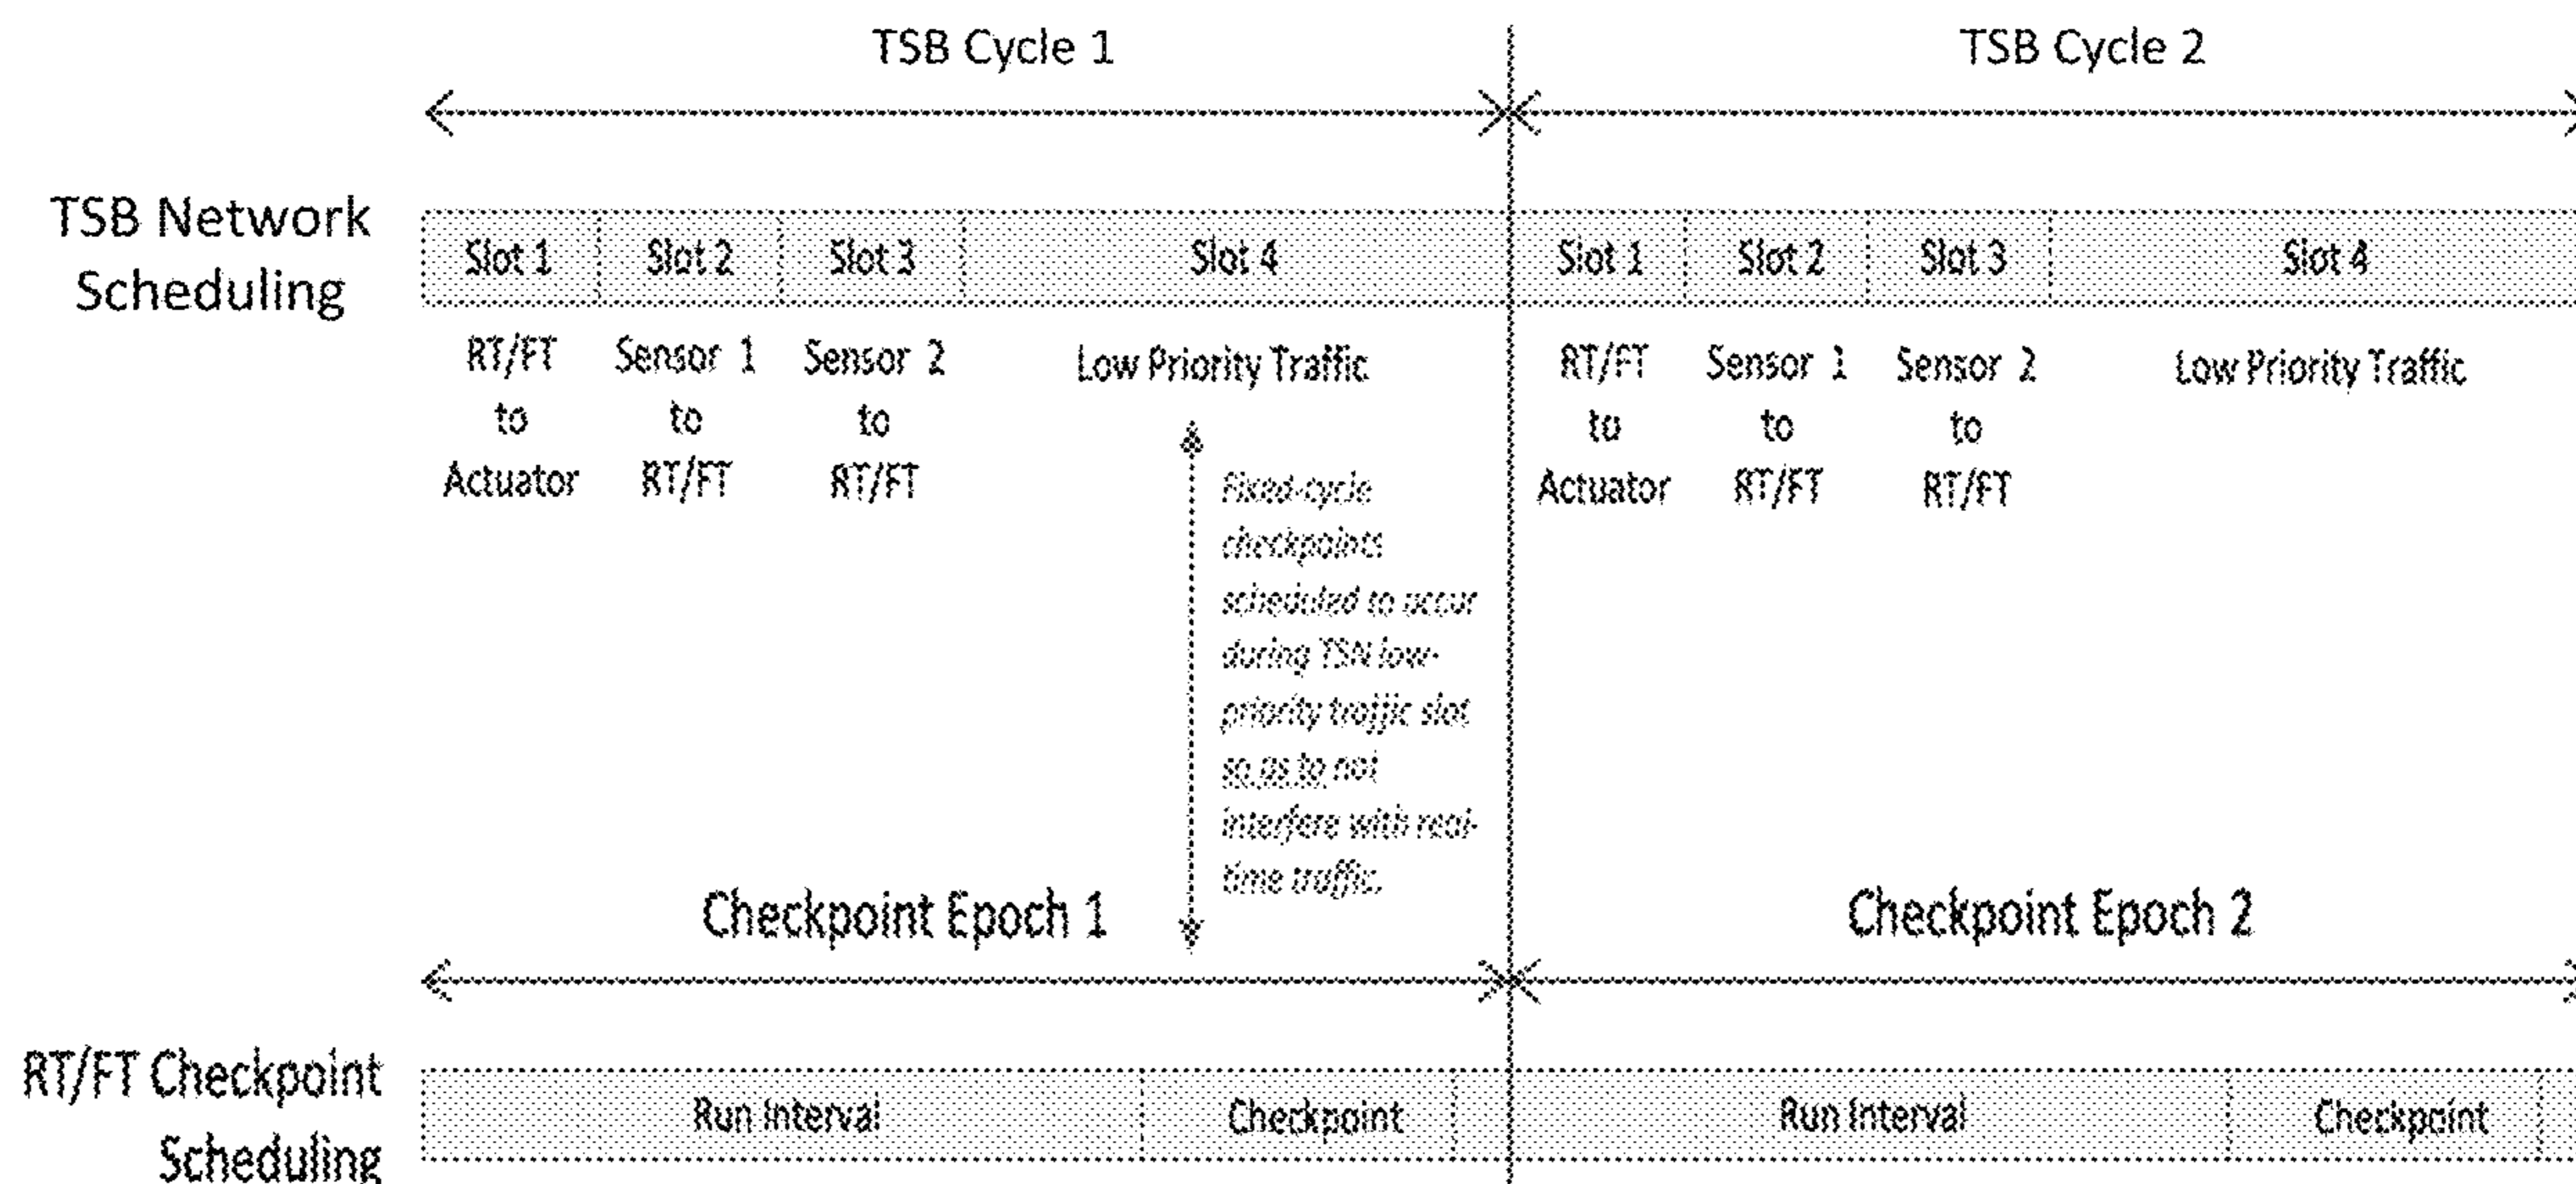 TSB Cycle 1
TSB Cycle 2
TSB Network
Scheduling
Slot 1
Slot 2
Slot 3
Slot 4
Slot 1
Slot 2
Slot 3
Slot 4
RT/FT
to
Actuator
Sensor 1
to
RT/FT
Sensor 2
to
RT/FT
Low Priority Traffic
RT/FT
to
Actuator
Sensor 1
to
RT/FT
Sensor 2
to
RT/FT
Low Priority Traffic
Fixed-cycle
checkpoints
scheduled to occur
during TSN low-
priority traffic slot
so as to not
interfere with real-
time traffic.
Checkpoint Epoch 1
Checkpoint Epoch 2
RT/FT Checkpoint
Scheduling
Run Interval
Checkpoint
Run Interval
Checkpoint